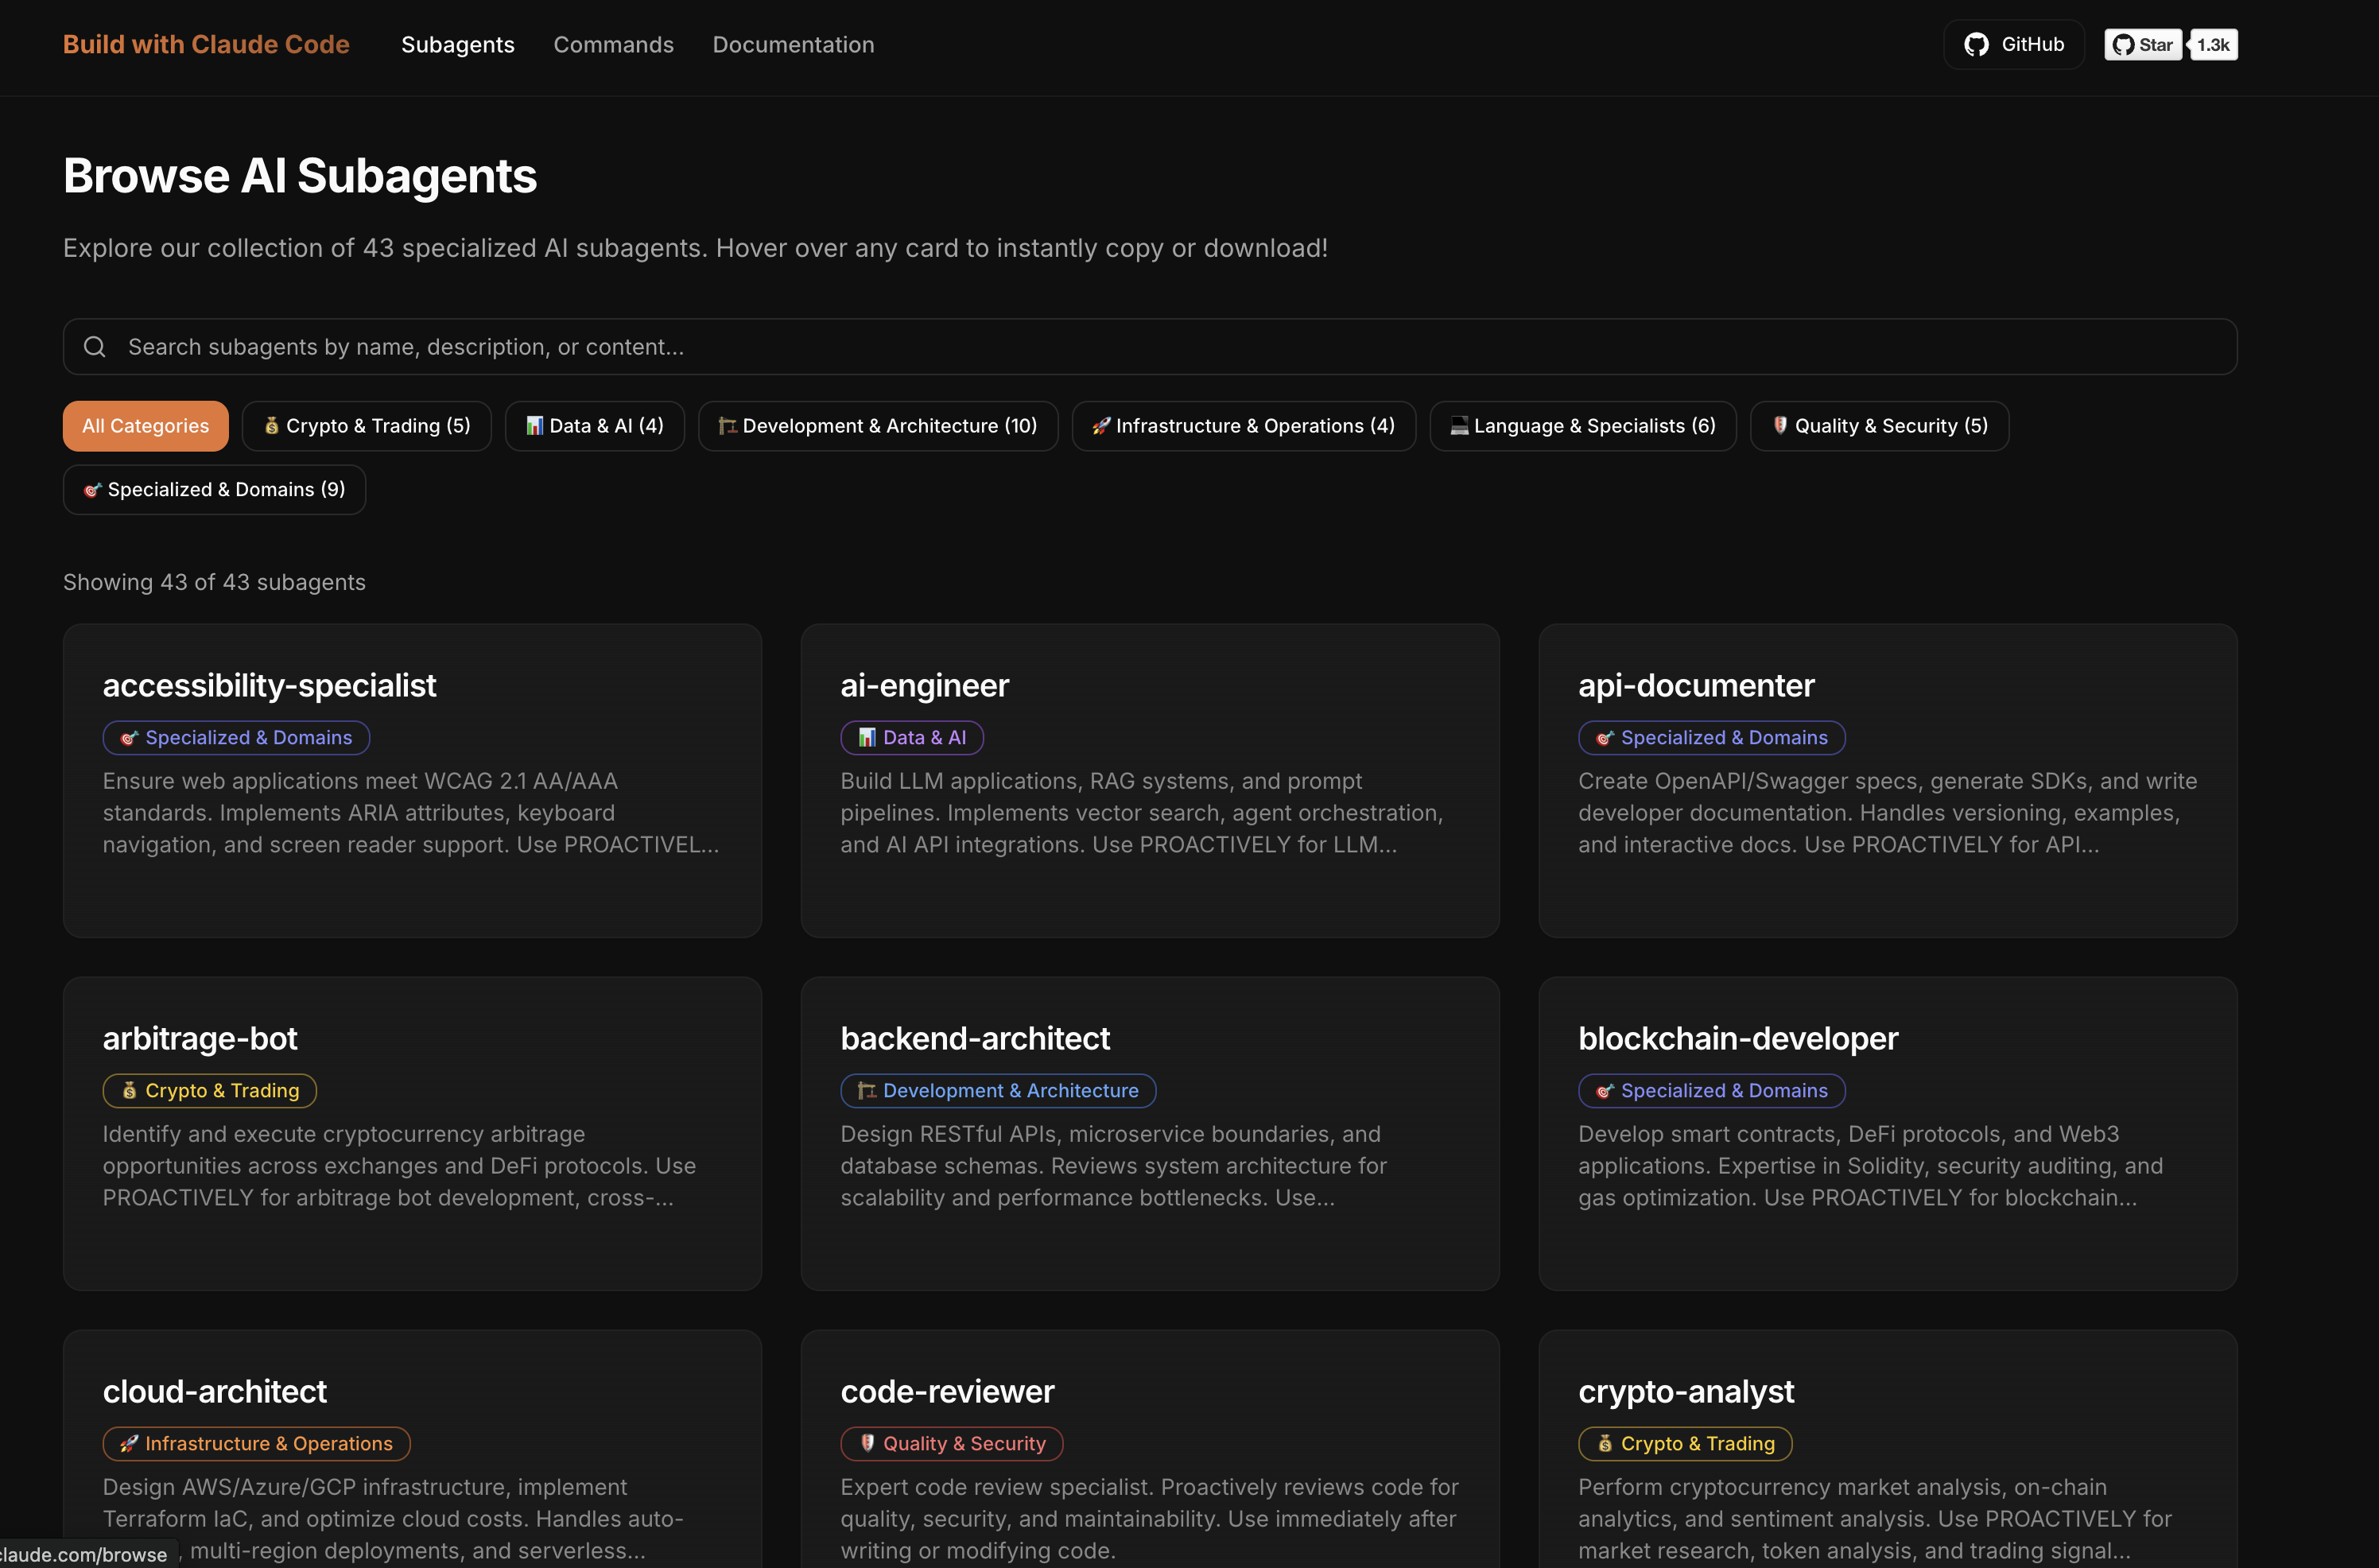 Build with Claude Code
Subagents
Commands
Documentation
GitHub
Star
1.3k
Browse AI Subagents
Explore our collection of 43 specialized AI subagents. Hover over any card to instantly copy or download!
Search subagents by name, description, or content...
All Categories
Crypto & Trading (5)
Data & AI (4)
Development & Architecture (10)
Infrastructure & Operations (4)
Language & Specialists (6)
Quality & Security (5)
Specialized & Domains (9)
Showing 43 of 43 subagents
accessibility-specialist
Specialized & Domains
Ensure web applications meet WCAG 2.1 AA/AAA
standards. Implements ARIA attributes, keyboard
navigation, and screen reader support. Use PROACTIVEL...
ai-engineer
Data & AI
Build LLM applications, RAG systems, and prompt
pipelines. Implements vector search, agent orchestration,
and AI API integrations. Use PROACTIVELY for LLM...
api-documenter
Specialized & Domains
Create OpenAPI/Swagger specs, generate SDKs, and write
developer documentation. Handles versioning, examples,
and interactive docs. Use PROACTIVELY for API...
arbitrage-bot
Crypto & Trading
Identify and execute cryptocurrency arbitrage
opportunities across exchanges and DeFi protocols. Use
PROACTIVELY for arbitrage bot development, cross-...
backend-architect
Development & Architecture
Design RESTful APIs, microservice boundaries, and
database schemas. Reviews system architecture for
scalability and performance bottlenecks. Use...
blockchain-developer
Specialized & Domains
Develop smart contracts, DeFi protocols, and Web3
applications. Expertise in Solidity, security auditing, and
gas optimization. Use PROACTIVELY for blockchain...
cloud-architect
Infrastructure & Operations
Design AWS/Azure/GCP infrastructure, implement
Terraform IaC, and optimize cloud costs. Handles auto-
, multi-region deployments, and serverless...
code-reviewer
Quality & Security
Expert code review specialist. Proactively reviews code for
quality, security, and maintainability. Use immediately after
writing or modifying code.
crypto-analyst
Crypto & Trading
Perform cryptocurrency market analysis, on-chain
analytics, and sentiment analysis. Use PROACTIVELY for
market research, token analysis, and trading signal...
claude.com/browse